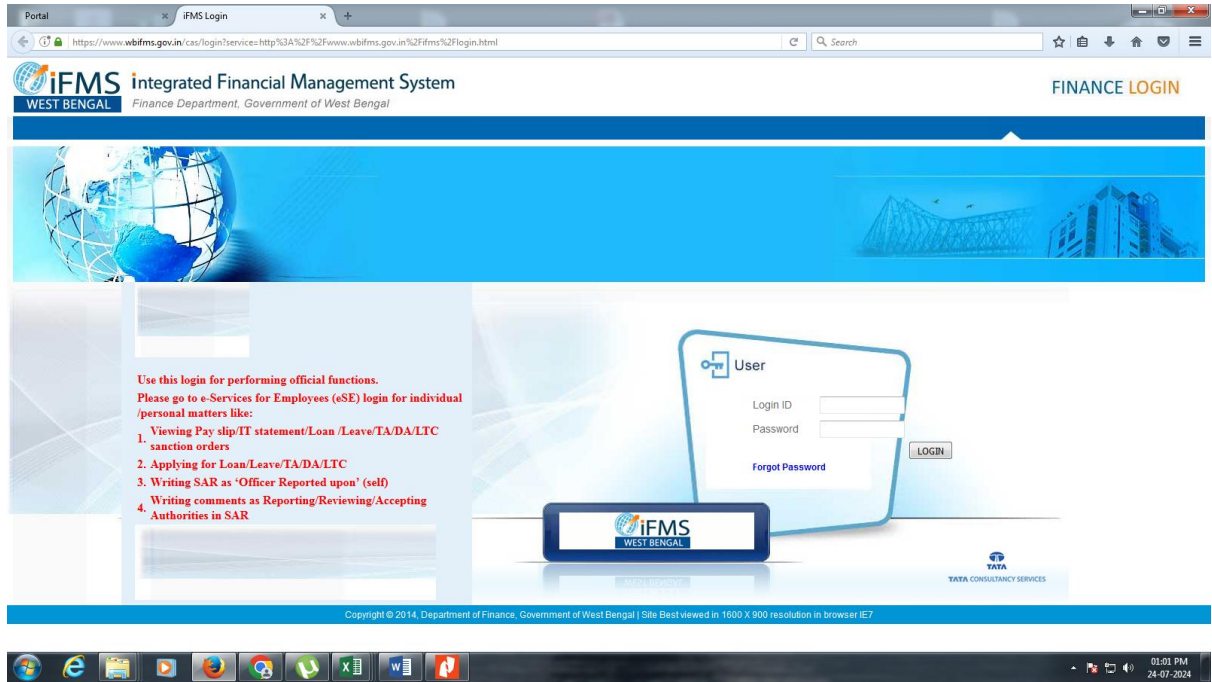 Portal
iFMS Login
https://www.wbifms.gov.in/cas/login?service=http%3A%2F%2Fwww.wbifms.gov.in%2Fifms%2Flogin.html
Search
iFMS
WEST BENGAL
integrated Financial Management System
Finance Department, Government of West Bengal
FINANCE LOGIN
Use this login for performing official functions.
Please go to e-Services for Employees (eSE) login for individual
/personal matters like:
1. Viewing Pay slip/IT statement/Loan /Leave/TA/DA/LTC
sanction orders
2. Applying for Loan/Leave/TA/DA/LTC
3. Writing SAR as ‘Officer Reported upon’ (self)
4. Writing comments as Reporting/Reviewing/Accepting
Authorities in SAR
User
Login ID
Password
LOGIN
Forgot Password
iFMS
WEST BENGAL
TATA
TATA CONSULTANCY SERVICES
Copyright © 2014, Department of Finance, Government of West Bengal | Site Best viewed in 1600 X 900 resolution in browser IE7
01:01 PM
24-07-2024